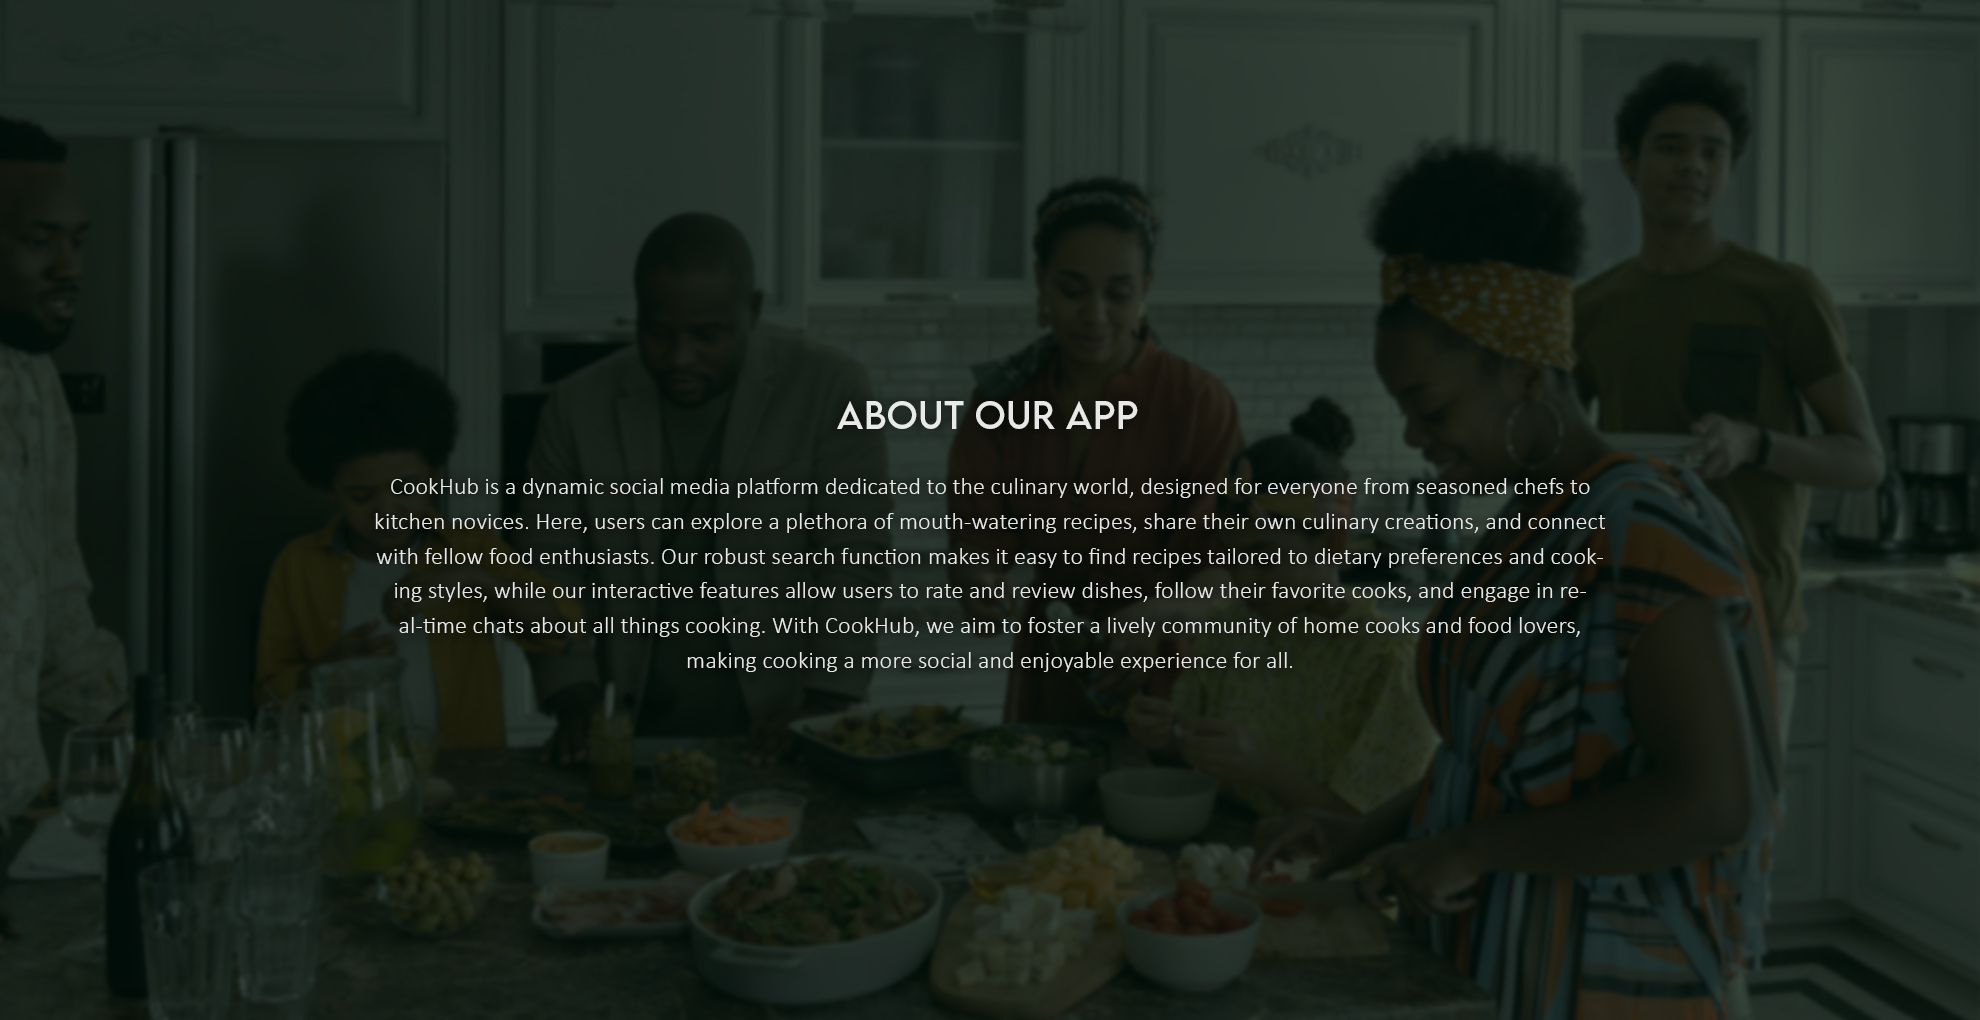 ABOUT OUR APP
CookHub is a dynamic social media platform dedicated to the culinary world, designed for everyone from seasoned chefs to
kitchen novices. Here, users can explore a plethora of mouth-watering recipes, share their own culinary creations, and connect
with fellow food enthusiasts. Our robust search function makes it easy to find recipes tailored to dietary preferences and cook-
ing styles, while our interactive features allow users to rate and review dishes, follow their favorite cooks, and engage in re-
al-time chats about all things cooking. With CookHub, we aim to foster a lively community of home cooks and food lovers,
making cooking a more social and enjoyable experience for all.